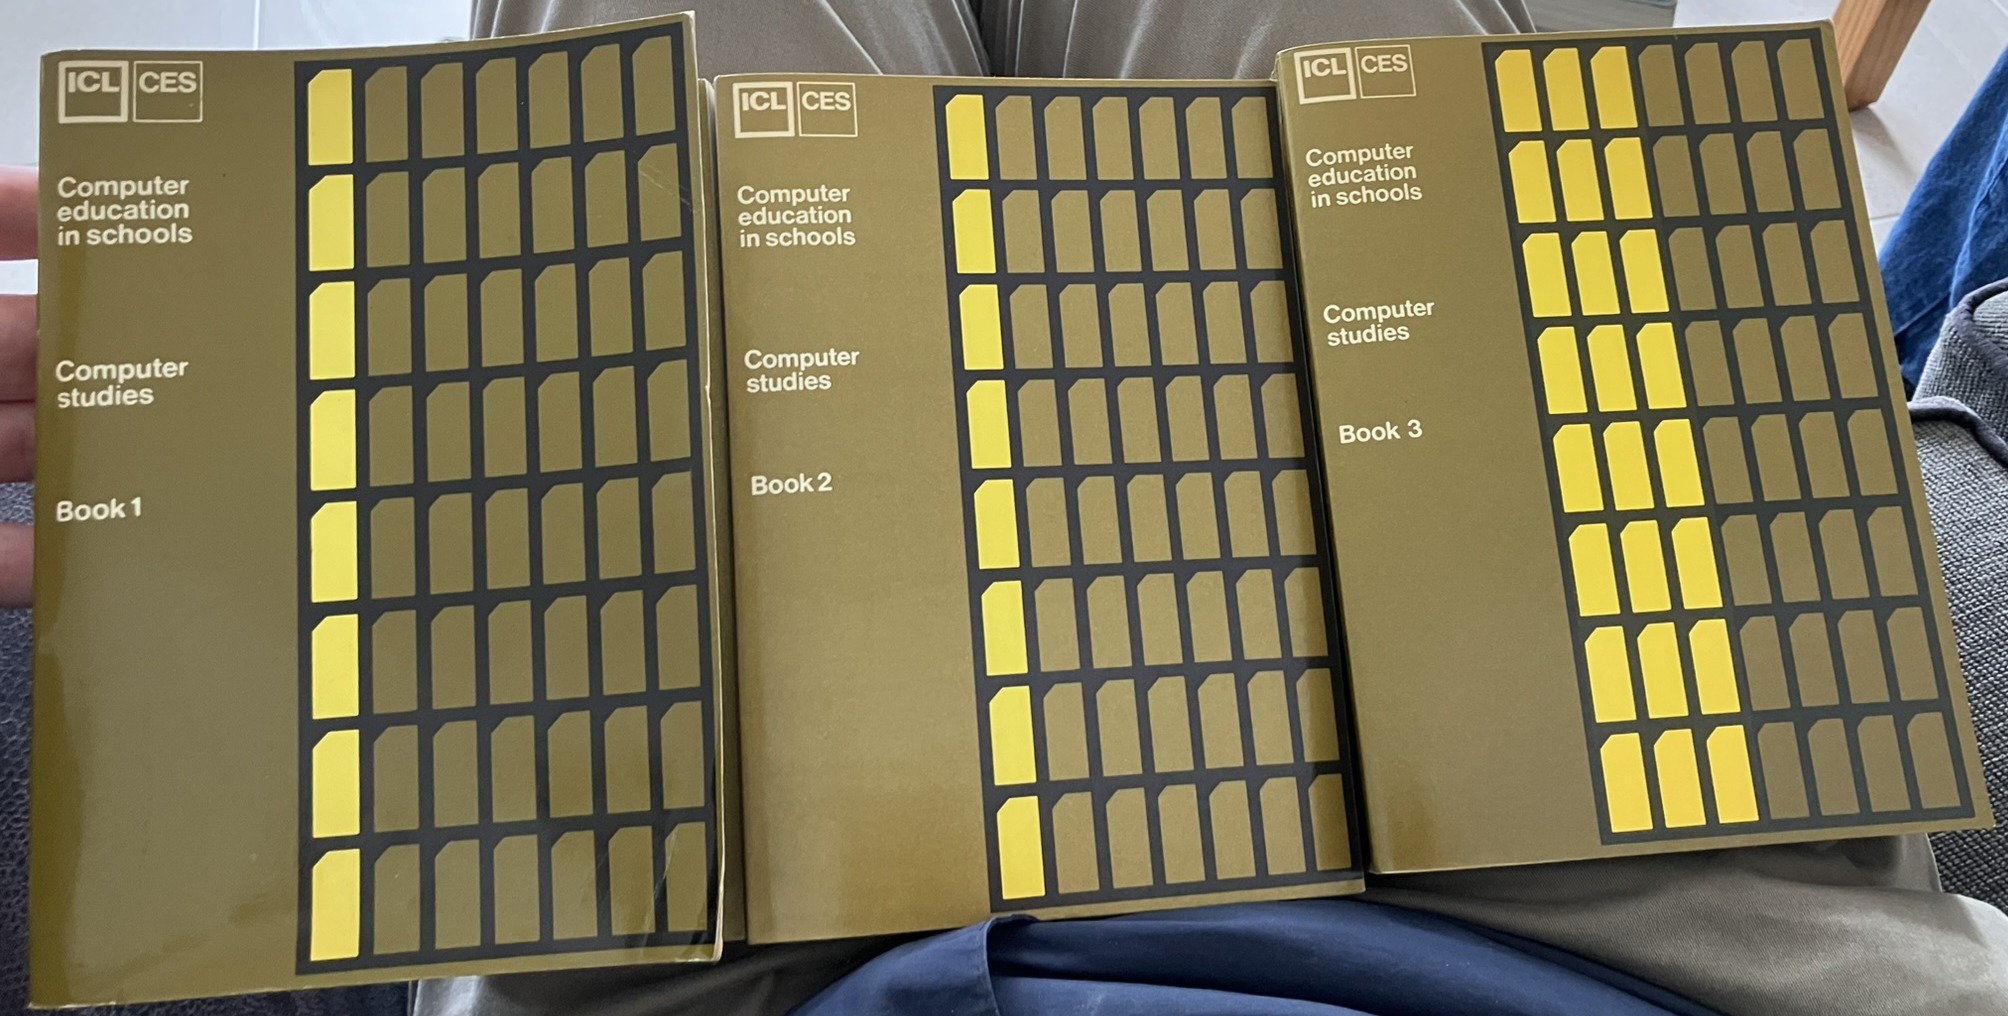 ICL CES
Computer
education
in schools
Computer
studies
Book 1
ICL CES
Computer
education
in schools
Computer
studies
Book 2
ICL CES
Computer
education
in schools
Computer
studies
Book 3